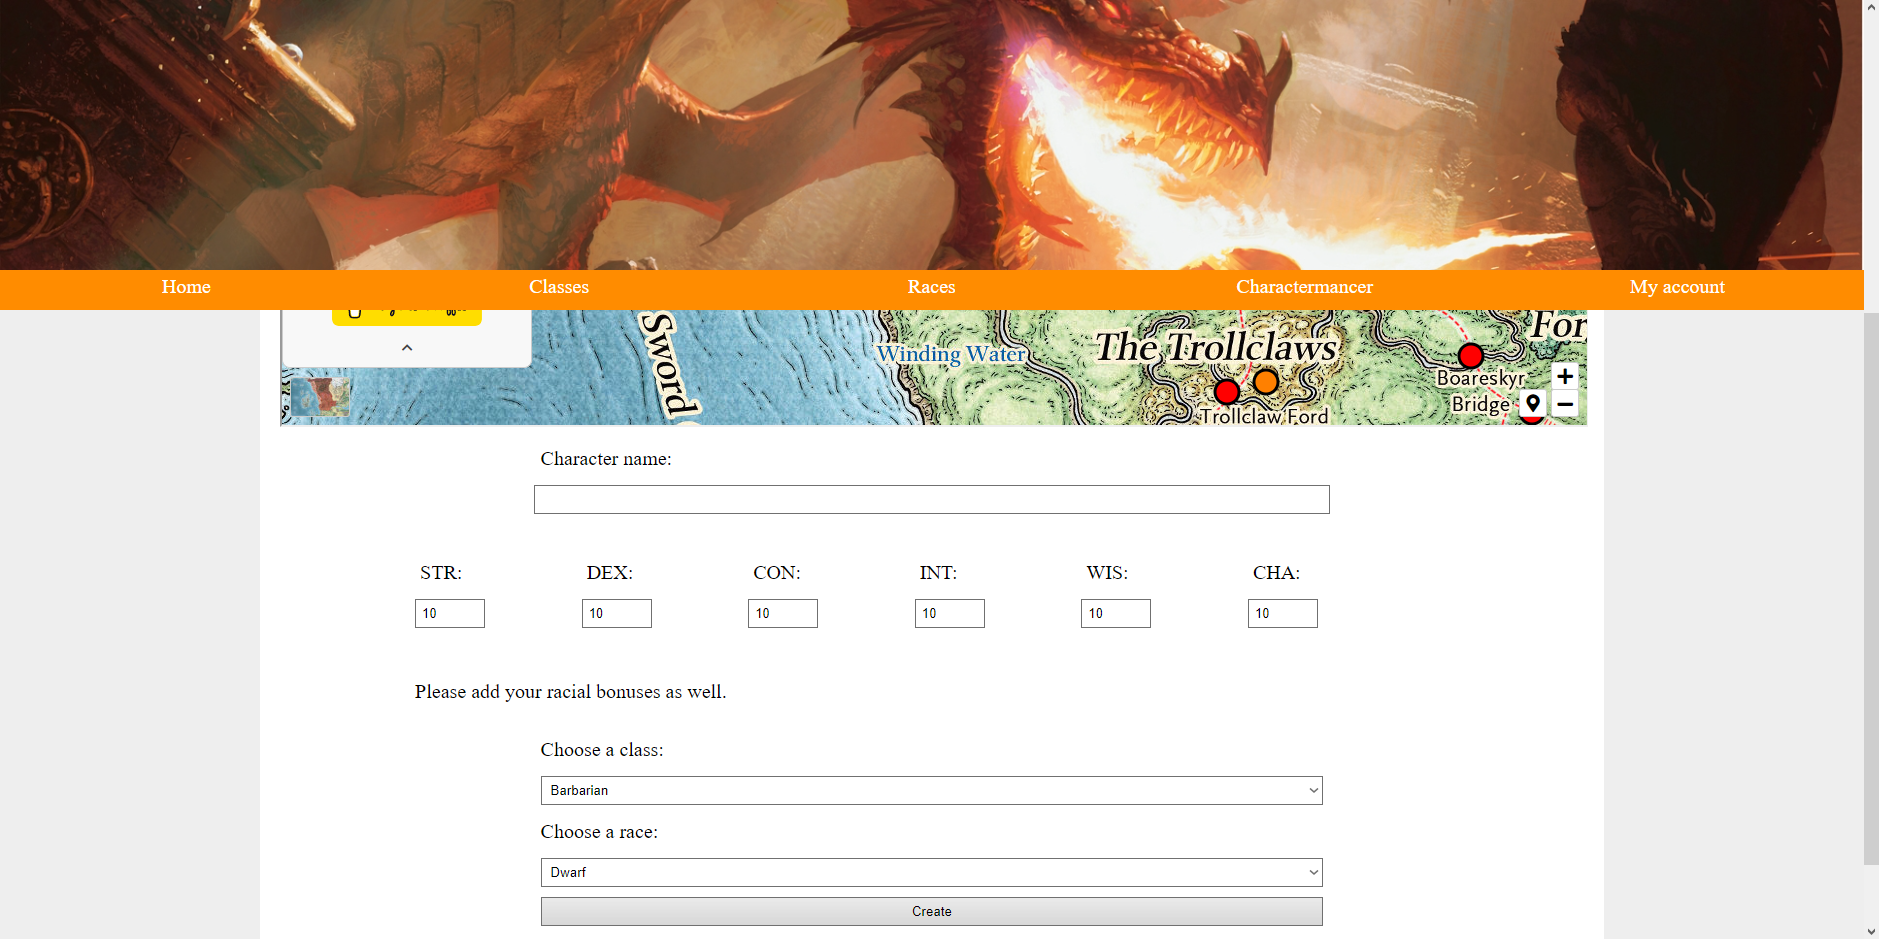 Home Classes Races Charactermancer My account
Sword
Winding Water
The Trollclaws
For
Boareskyr
Bridge
Trollclaw Ford
+
−
Character name:
STR: DEX: CON: INT: WIS: CHA:
10 10 10 10 10 10
Please add your racial bonuses as well.
Choose a class:
Barbarian
Choose a race:
Dwarf
Create